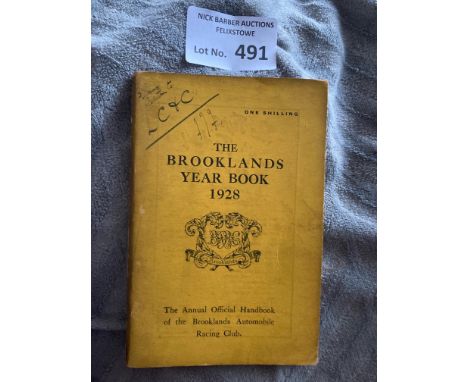 NICK BARBER AUCTIONS
FELIXSTOWE
Lot No. 491
C&C
ONE SHILLING
THE
BROOKLANDS
YEAR BOOK
1928
Brooklands
The Annual Official Handbook
of the Brooklands Automobile
Racing Club.